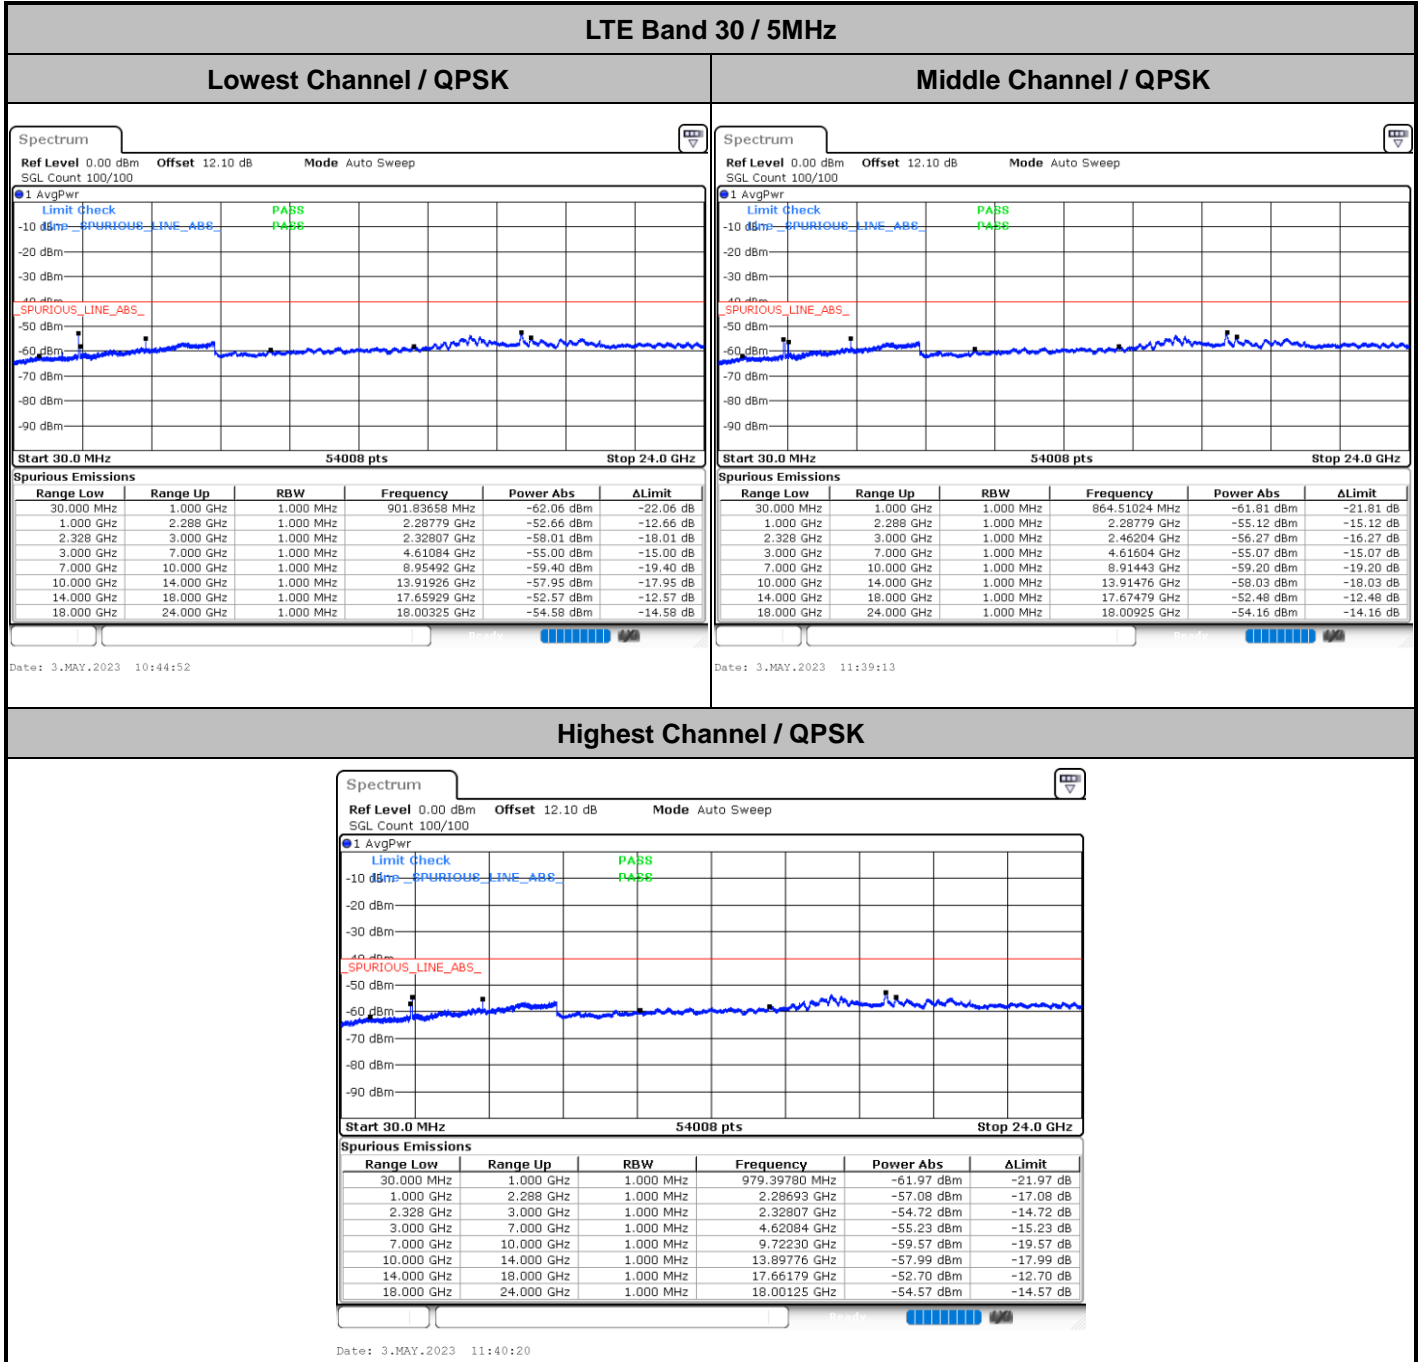 LTE Band 30 / 5MHz
Lowest Channel / QPSK
Middle Channel / QPSK
Spectrum
Ref Level 0.00 dBm Offset 12.10 dB Mode Auto Sweep
SGL Count 100/100
1 AvgPwr
Limit Check PASS
Line _SPURIOUS_LINE_ABS_ PASS
-10 dBm
-20 dBm
-30 dBm
-40 dBm
_SPURIOUS_LINE_ABS_
-50 dBm
-60 dBm
-70 dBm
-80 dBm
-90 dBm
Start 30.0 MHz 54008 pts Stop 24.0 GHz
Spurious Emissions
Range Low Range Up RBW Frequency Power Abs ΔLimit
30.000 MHz 1.000 GHz 1.000 MHz 901.83658 MHz -62.06 dBm -22.06 dB
1.000 GHz 2.288 GHz 1.000 MHz 2.28779 GHz -52.66 dBm -12.66 dB
2.328 GHz 3.000 GHz 1.000 MHz 2.32807 GHz -58.01 dBm -18.01 dB
3.000 GHz 7.000 GHz 1.000 MHz 4.61084 GHz -55.00 dBm -15.00 dB
7.000 GHz 10.000 GHz 1.000 MHz 8.95492 GHz -59.40 dBm -19.40 dB
10.000 GHz 14.000 GHz 1.000 MHz 13.91926 GHz -57.95 dBm -17.95 dB
14.000 GHz 18.000 GHz 1.000 MHz 17.65929 GHz -52.57 dBm -12.57 dB
18.000 GHz 24.000 GHz 1.000 MHz 18.00325 GHz -54.58 dBm -14.58 dB
Ready
Date: 3.MAY.2023 10:44:52
Spectrum
Ref Level 0.00 dBm Offset 12.10 dB Mode Auto Sweep
SGL Count 100/100
1 AvgPwr
Limit Check PASS
Line _SPURIOUS_LINE_ABS_ PASS
-10 dBm
-20 dBm
-30 dBm
-40 dBm
_SPURIOUS_LINE_ABS_
-50 dBm
-60 dBm
-70 dBm
-80 dBm
-90 dBm
Start 30.0 MHz 54008 pts Stop 24.0 GHz
Spurious Emissions
Range Low Range Up RBW Frequency Power Abs ΔLimit
30.000 MHz 1.000 GHz 1.000 MHz 864.51024 MHz -61.81 dBm -21.81 dB
1.000 GHz 2.288 GHz 1.000 MHz 2.28779 GHz -55.12 dBm -15.12 dB
2.328 GHz 3.000 GHz 1.000 MHz 2.46204 GHz -56.27 dBm -16.27 dB
3.000 GHz 7.000 GHz 1.000 MHz 4.61604 GHz -55.07 dBm -15.07 dB
7.000 GHz 10.000 GHz 1.000 MHz 8.91443 GHz -59.20 dBm -19.20 dB
10.000 GHz 14.000 GHz 1.000 MHz 13.91476 GHz -58.03 dBm -18.03 dB
14.000 GHz 18.000 GHz 1.000 MHz 17.67479 GHz -52.48 dBm -12.48 dB
18.000 GHz 24.000 GHz 1.000 MHz 18.00925 GHz -54.16 dBm -14.16 dB
Ready
Date: 3.MAY.2023 11:39:13
Highest Channel / QPSK
Spectrum
Ref Level 0.00 dBm Offset 12.10 dB Mode Auto Sweep
SGL Count 100/100
1 AvgPwr
Limit Check PASS
Line _SPURIOUS_LINE_ABS_ PASS
-10 dBm
-20 dBm
-30 dBm
-40 dBm
_SPURIOUS_LINE_ABS_
-50 dBm
-60 dBm
-70 dBm
-80 dBm
-90 dBm
Start 30.0 MHz 54008 pts Stop 24.0 GHz
Spurious Emissions
Range Low Range Up RBW Frequency Power Abs ΔLimit
30.000 MHz 1.000 GHz 1.000 MHz 979.39780 MHz -61.97 dBm -21.97 dB
1.000 GHz 2.288 GHz 1.000 MHz 2.28693 GHz -57.08 dBm -17.08 dB
2.328 GHz 3.000 GHz 1.000 MHz 2.32807 GHz -54.72 dBm -14.72 dB
3.000 GHz 7.000 GHz 1.000 MHz 4.62084 GHz -55.23 dBm -15.23 dB
7.000 GHz 10.000 GHz 1.000 MHz 9.72230 GHz -59.57 dBm -19.57 dB
10.000 GHz 14.000 GHz 1.000 MHz 13.89776 GHz -57.99 dBm -17.99 dB
14.000 GHz 18.000 GHz 1.000 MHz 17.66179 GHz -52.70 dBm -12.70 dB
18.000 GHz 24.000 GHz 1.000 MHz 18.00125 GHz -54.57 dBm -14.57 dB
Ready
Date: 3.MAY.2023 11:40:20